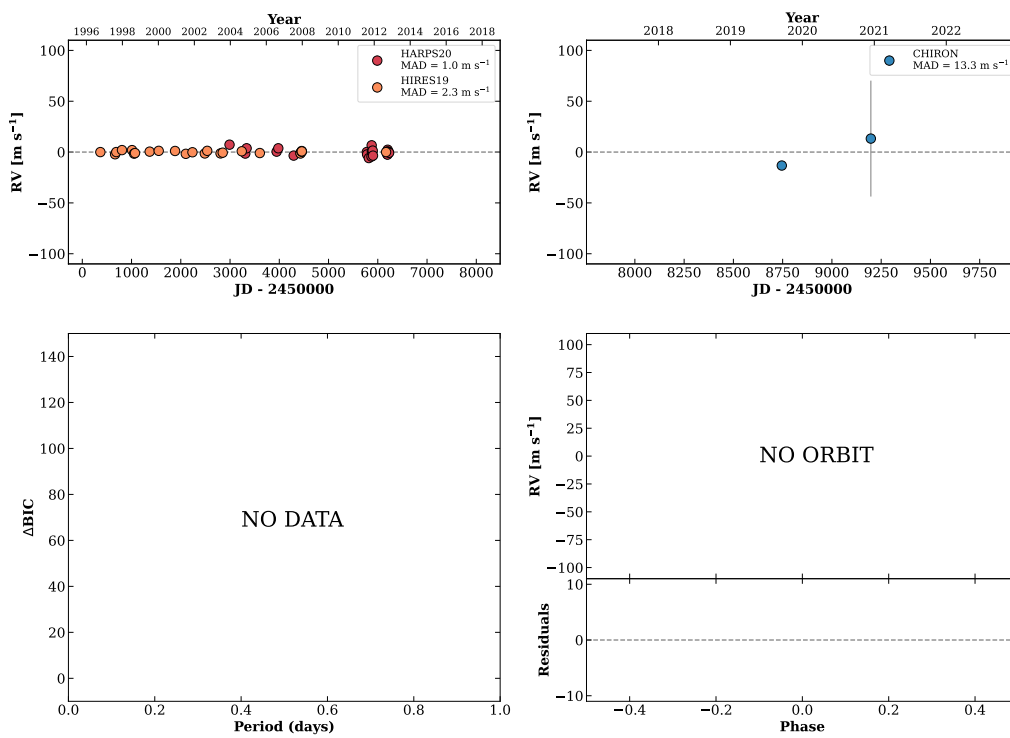 Year
1996 1998 2000 2002 2004 2006 2008 2010 2012 2014 2016 2018
HARPS20
MAD = 1.0 m s⁻¹
HIRES19
MAD = 2.3 m s⁻¹
RV [m s⁻¹]
100
50
0
−50
−100
0 1000 2000 3000 4000 5000 6000 7000 8000
JD - 2450000
Year
2018 2019 2020 2021 2022
CHIRON
MAD = 13.3 m s⁻¹
RV [m s⁻¹]
100
50
0
−50
−100
8000 8250 8500 8750 9000 9250 9500 9750
JD - 2450000
ΔBIC
140
120
100
80
60
40
20
0
NO DATA
0.0 0.2 0.4 0.6 0.8 1.0
Period (days)
RV [m s⁻¹]
100
75
50
25
0
−25
−50
−75
−100
NO ORBIT
Residuals
10
0
−10
−0.4 −0.2 0.0 0.2 0.4
Phase